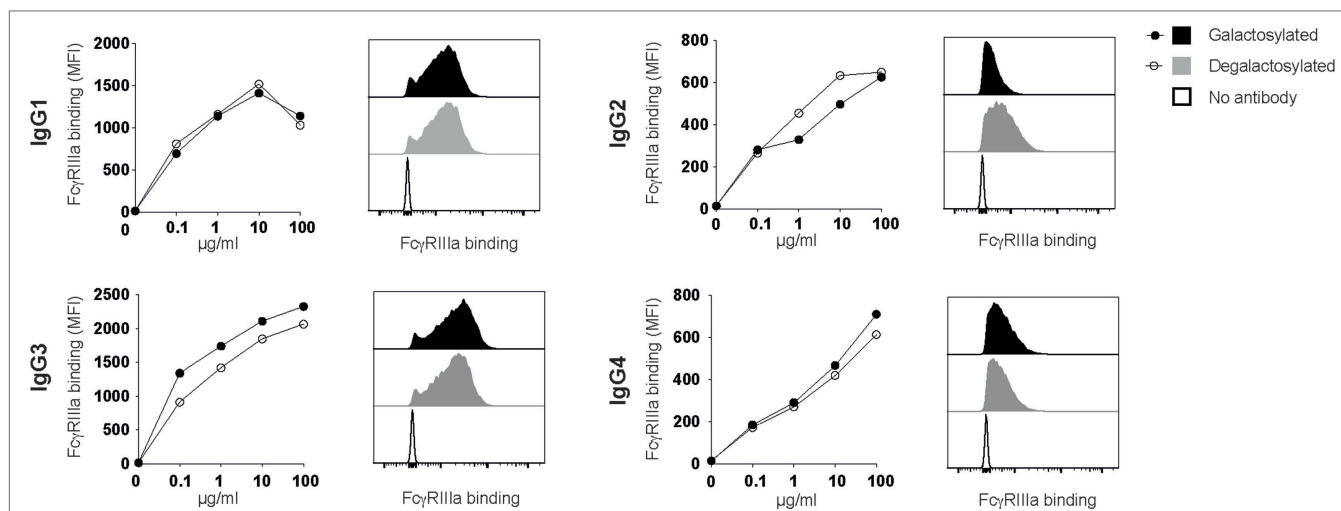 IgG1
FcγRIIIa binding (MFI)
2000
1500
1000
500
0
0 0.1 1 10 100
µg/ml
FcγRIIIa binding
IgG2
FcγRIIIa binding (MFI)
800
600
400
200
0
0 0.1 1 10 100
µg/ml
FcγRIIIa binding
Galactosylated
Degalactosylated
No antibody
IgG3
FcγRIIIa binding (MFI)
2500
2000
1500
1000
500
0
0 0.1 1 10 100
µg/ml
FcγRIIIa binding
IgG4
FcγRIIIa binding (MFI)
800
600
400
200
0
0 0.1 1 10 100
µg/ml
FcγRIIIa binding